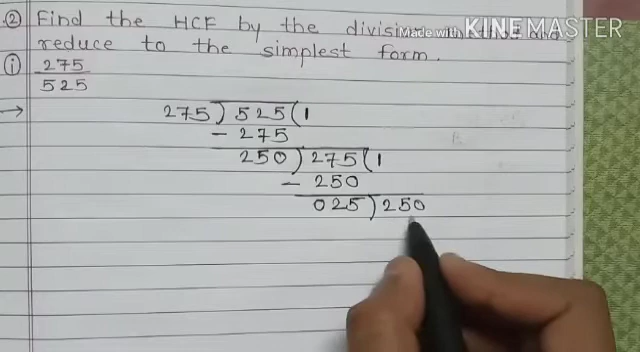 ② Find the HCF by the division
Made with KINEMASTER
reduce to the simplest form.
① 275
525
→ 275 ) 525 ( 1
- 275
250 ) 275 ( 1
- 250
025 ) 250